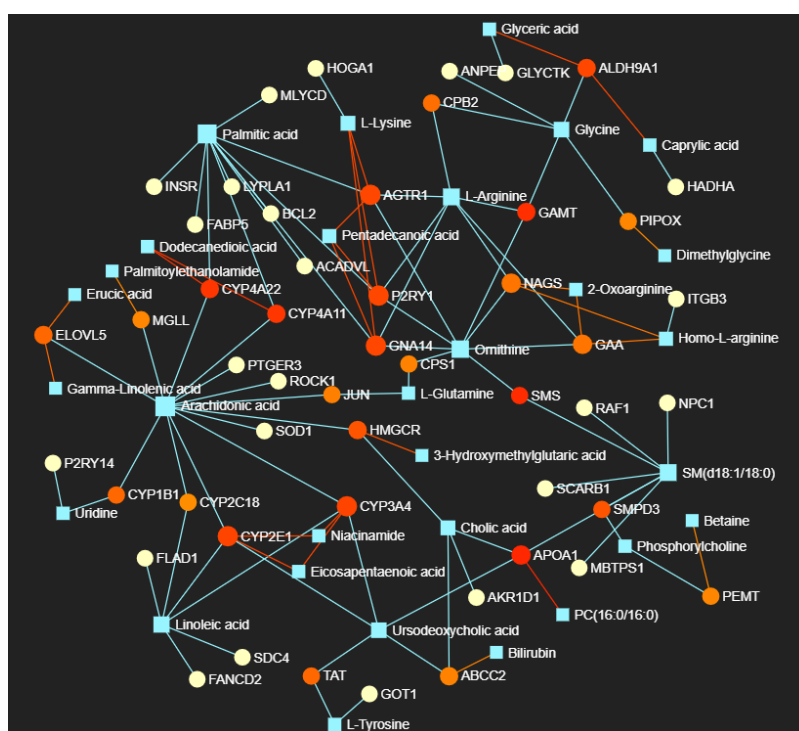 Glyceric acid
HOGA1
ANPEP
GLYCTK
ALDH9A1
MLYCD
CPB2
L-Lysine
Glycine
Palmitic acid
Caprylic acid
INSR
LYPLA1
AGTR1
L-Arginine
HADHA
FABP5
BCL2
GAMT
PIPOX
Pentadecanoic acid
Dodecanedioic acid
Dimethylglycine
ACADVL
Palmitoylethanolamide
Erucic acid
CYP4A22
P2RY1
NAGS
2-Oxoarginine
ITGB3
MGLL
CYP4A11
ELOVL5
GNA14
Ornithine
GAA
Homo-L-arginine
PTGER3
CPS1
ROCK1
Gamma-Linolenic acid
JUN
L-Glutamine
SMS
Arachidonic acid
RAF1
NPC1
SOD1
HMGCR
3-Hydroxymethylglutaric acid
P2RY14
SM(d18:1/18:0)
CYP1B1
CYP2C18
SCARB1
Uridine
CYP3A4
SMPD3
Betaine
CYP2E1
Niacinamide
Cholic acid
Phosphorylcholine
FLAD1
APOA1
MBTPS1
Eicosapentaenoic acid
AKR1D1
PEMT
PC(16:0/16:0)
Linoleic acid
Ursodeoxycholic acid
Bilirubin
SDC4
FANCD2
TAT
ABCC2
GOT1
L-Tyrosine